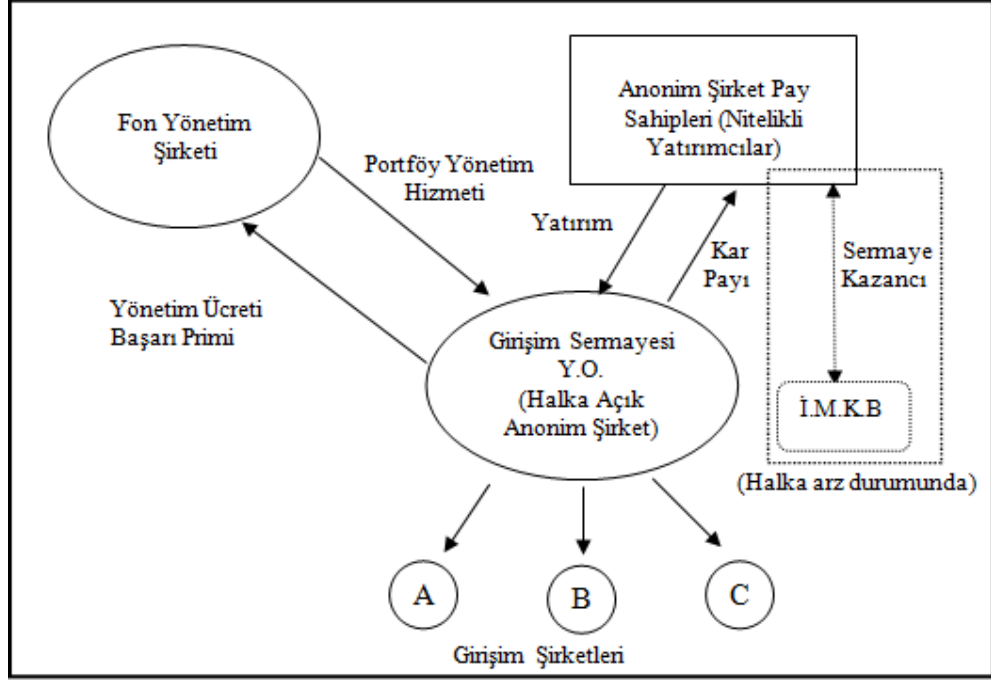 Fon Yönetim
Şirketi
Anonim Şirket Pay
Sahipleri (Nitelikli
Yatırımcılar)
Portföy Yönetim
Hizmeti
Yatırım
Kar
Payı
Sermaye
Kazancı
Yönetim Ücreti
Başarı Primi
Girişim Sermayesi
Y.O.
(Halka Açık
Anonim Şirket)
İ.M.K.B
(Halka arz durumunda)
A
B
C
Girişim Şirketleri